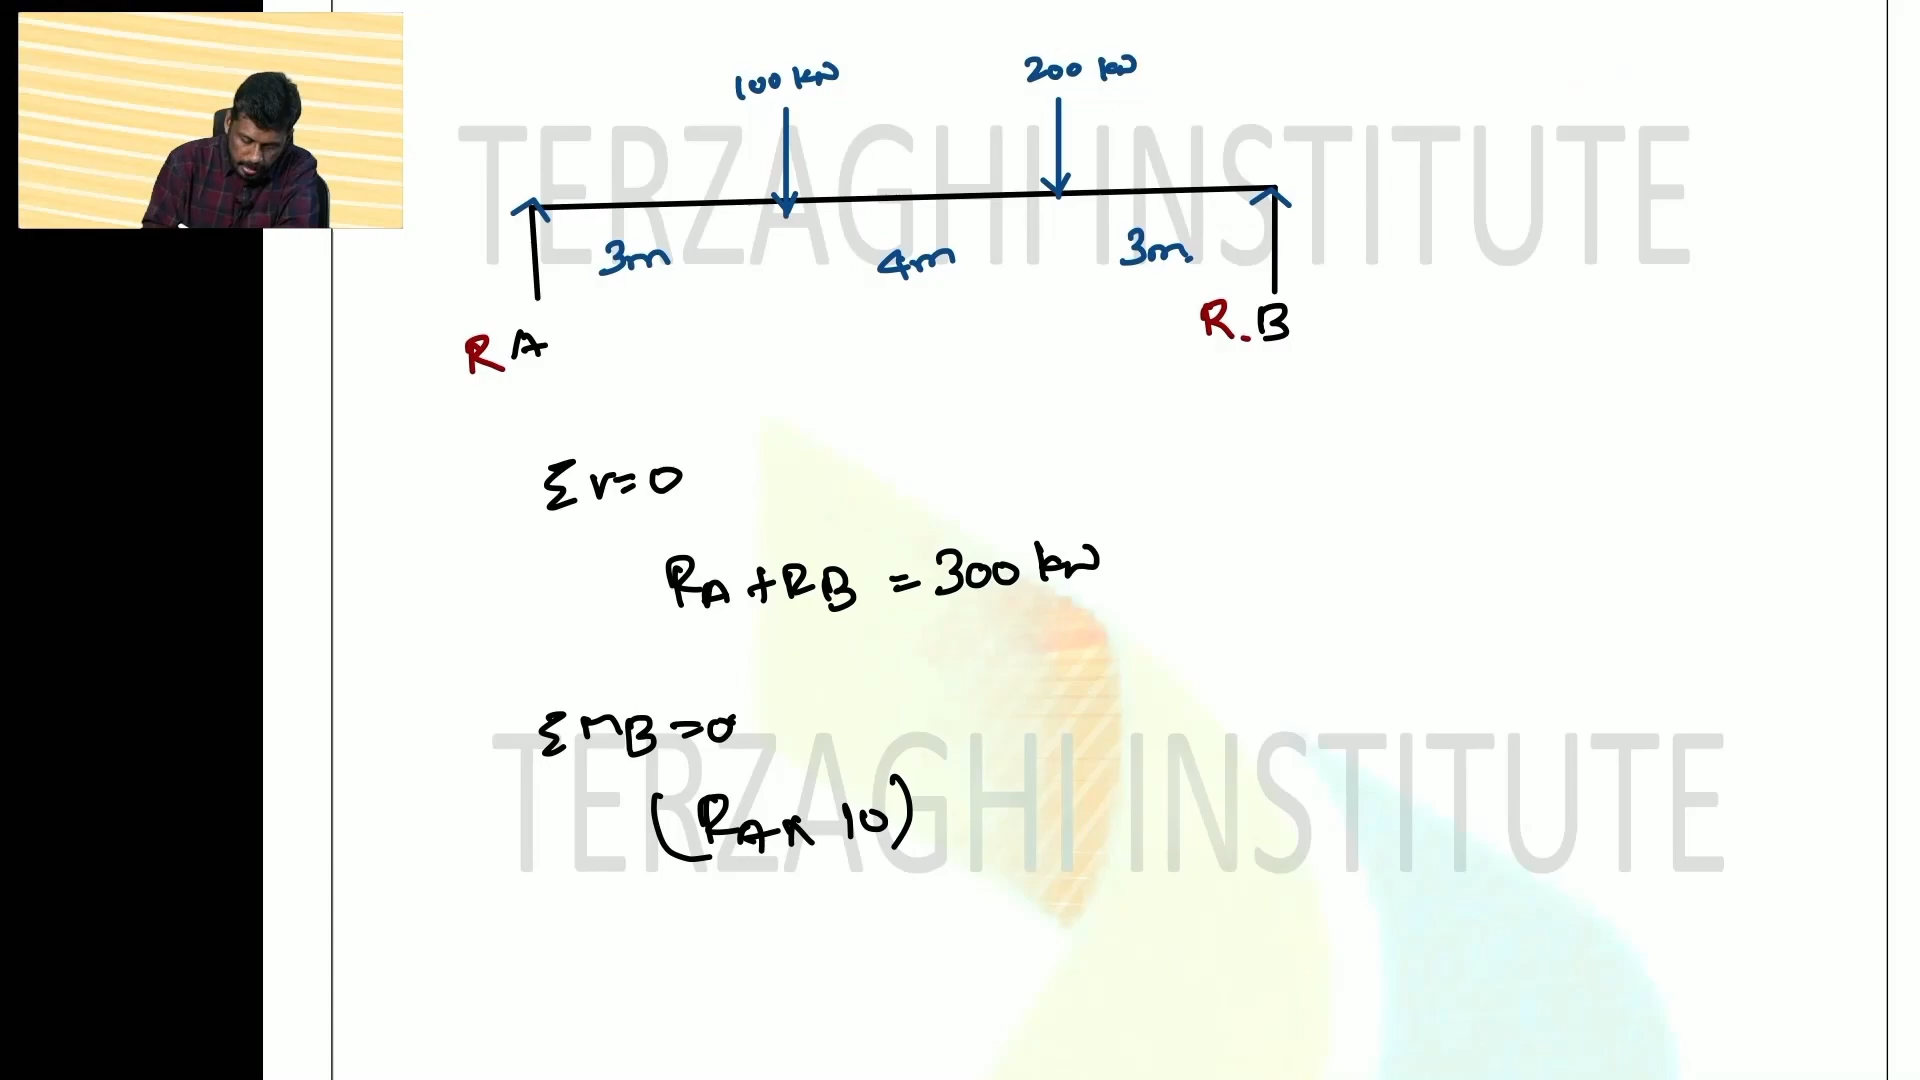 100 kN 200 kN
TERZAGHI INSTITUTE
3m 4m 3m
RA R.B
Σv=0
RA+RB = 300 kN
ΣMB=0
TERZAGHI INSTITUTE
(RA x 10)